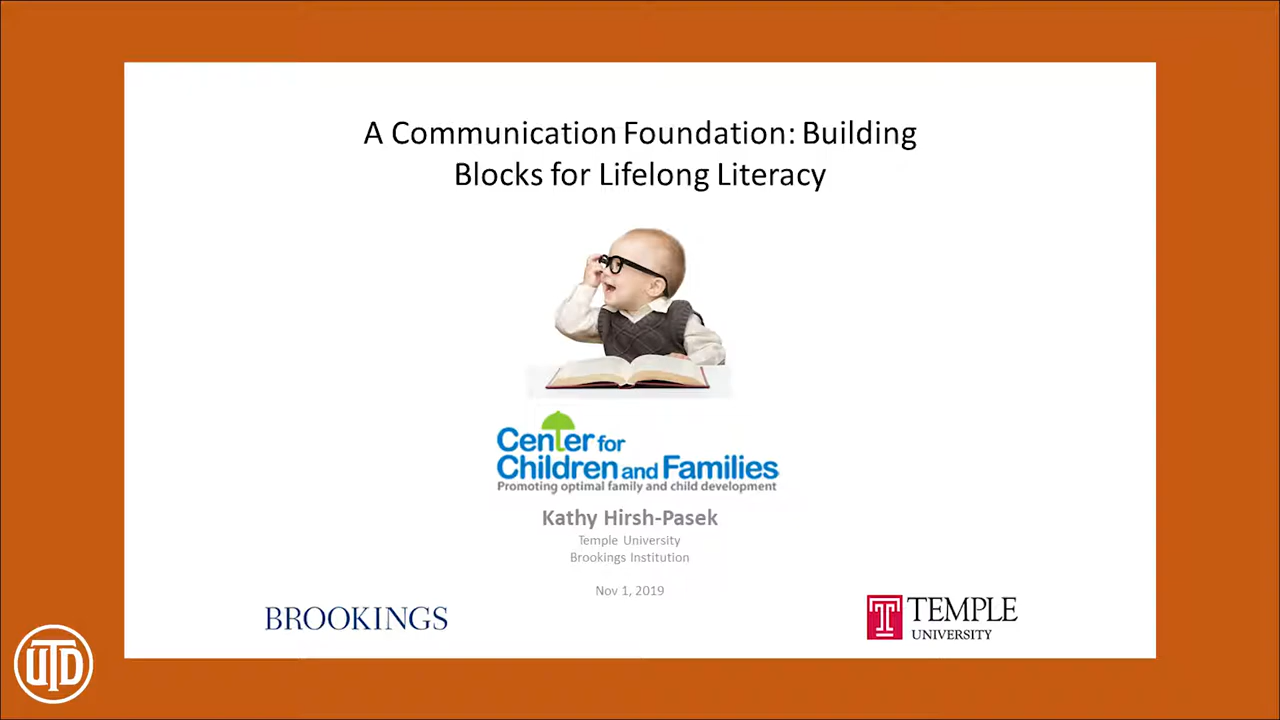 A Communication Foundation: Building
Blocks for Lifelong Literacy
Center for
Children and Families
Promoting optimal family and child development
Kathy Hirsh-Pasek
Temple University
Brookings Institution
Nov 1, 2019
BROOKINGS
T TEMPLE
UNIVERSITY
UTD